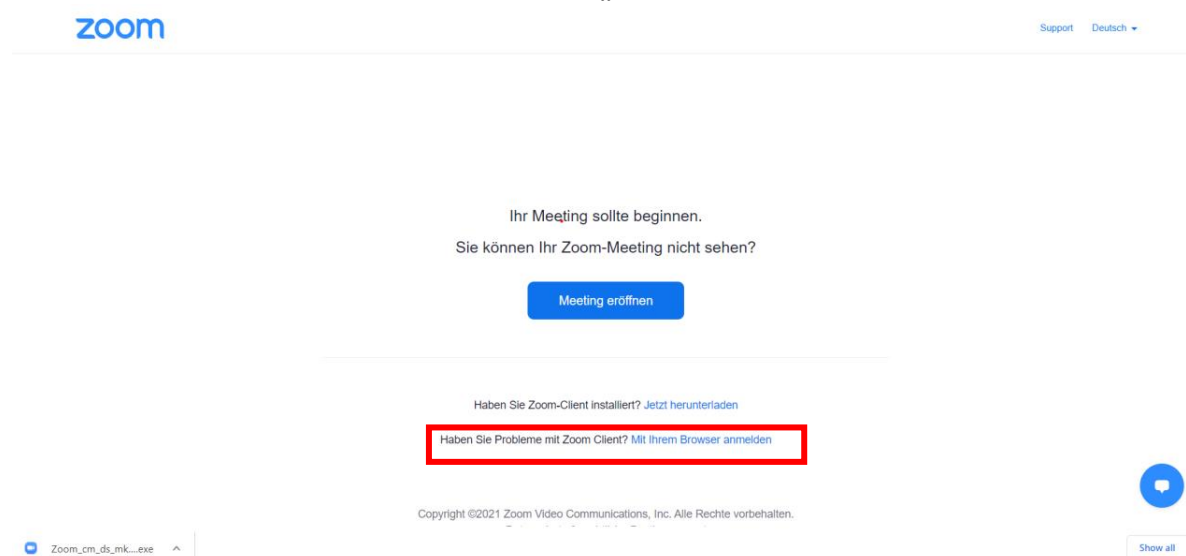 zoom
Support Deutsch
Ihr Meeting sollte beginnen.
Sie können Ihr Zoom-Meeting nicht sehen?
Meeting eröffnen
Haben Sie Zoom-Client installiert? Jetzt herunterladen
Haben Sie Probleme mit Zoom Client? Mit Ihrem Browser anmelden
Copyright ©2021 Zoom Video Communications, Inc. Alle Rechte vorbehalten.
Zoom_cm_ds_mk....exe
Show all